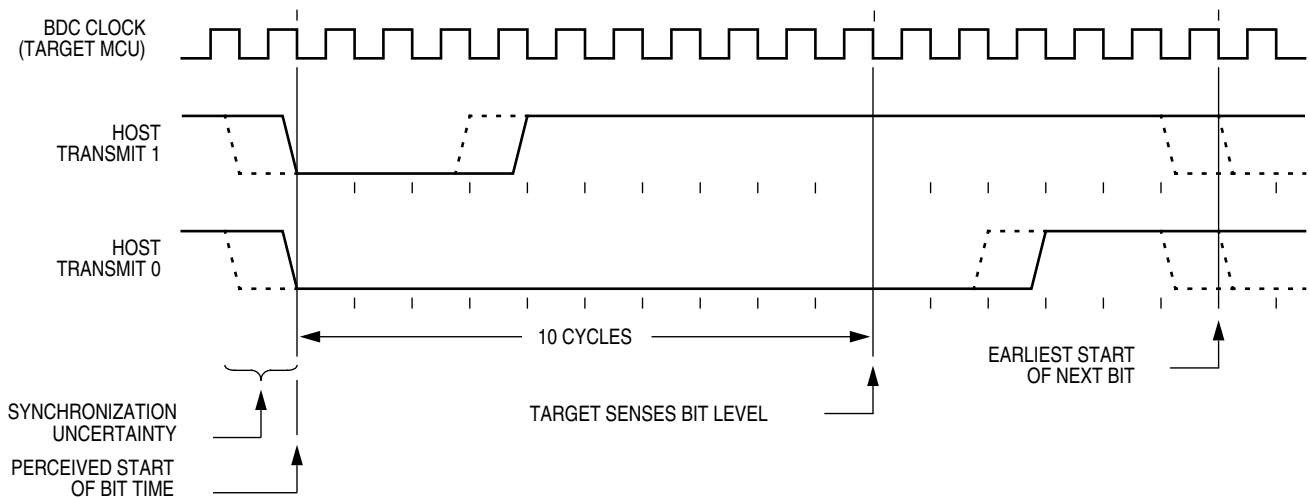 BDC CLOCK
(TARGET MCU)
HOST
TRANSMIT 1
HOST
TRANSMIT 0
10 CYCLES
EARLIEST START
OF NEXT BIT
TARGET SENSES BIT LEVEL
SYNCHRONIZATION
UNCERTAINTY
PERCEIVED START
OF BIT TIME